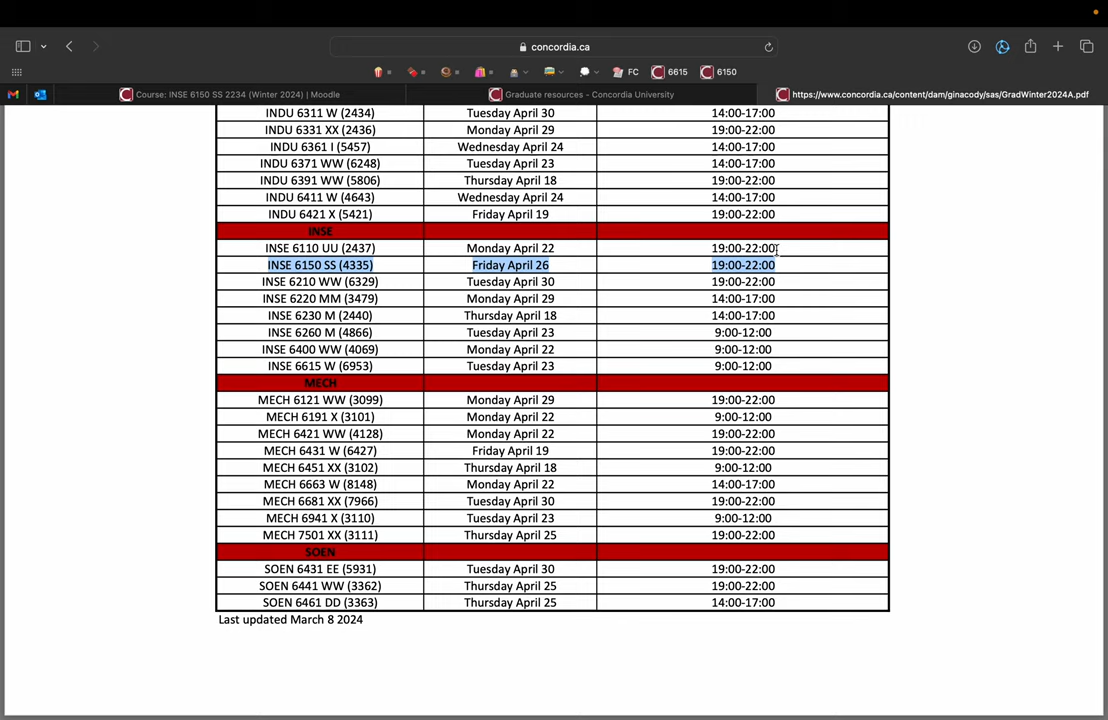 concordia.ca
FC 6615 6150
Course: INSE 6150 SS 2234 (Winter 2024) | Moodle Graduate resources - Concordia University https://www.concordia.ca/content/dam/ginacody/sas/GradWinter2024A.pdf
INDU 6311 W (2434) Tuesday April 30 14:00-17:00
INDU 6331 XX (2436) Monday April 29 19:00-22:00
INDU 6361 I (5457) Wednesday April 24 14:00-17:00
INDU 6371 WW (6248) Tuesday April 23 14:00-17:00
INDU 6391 WW (5806) Thursday April 18 19:00-22:00
INDU 6411 W (4643) Wednesday April 24 14:00-17:00
INDU 6421 X (5421) Friday April 19 19:00-22:00
INSE
INSE 6110 UU (2437) Monday April 22 19:00-22:00
INSE 6150 SS (4335) Friday April 26 19:00-22:00
INSE 6210 WW (6329) Tuesday April 30 19:00-22:00
INSE 6220 MM (3479) Monday April 29 14:00-17:00
INSE 6230 M (2440) Thursday April 18 14:00-17:00
INSE 6260 M (4866) Tuesday April 23 9:00-12:00
INSE 6400 WW (4069) Monday April 22 9:00-12:00
INSE 6615 W (6953) Tuesday April 23 9:00-12:00
MECH
MECH 6121 WW (3099) Monday April 29 19:00-22:00
MECH 6191 X (3101) Monday April 22 9:00-12:00
MECH 6421 WW (4128) Monday April 22 19:00-22:00
MECH 6431 W (6427) Friday April 19 19:00-22:00
MECH 6451 XX (3102) Thursday April 18 9:00-12:00
MECH 6663 W (8148) Monday April 22 14:00-17:00
MECH 6681 XX (7966) Tuesday April 30 19:00-22:00
MECH 6941 X (3110) Tuesday April 23 9:00-12:00
MECH 7501 XX (3111) Thursday April 25 19:00-22:00
SOEN
SOEN 6431 EE (5931) Tuesday April 30 19:00-22:00
SOEN 6441 WW (3362) Thursday April 25 19:00-22:00
SOEN 6461 DD (3363) Thursday April 25 14:00-17:00
Last updated March 8 2024